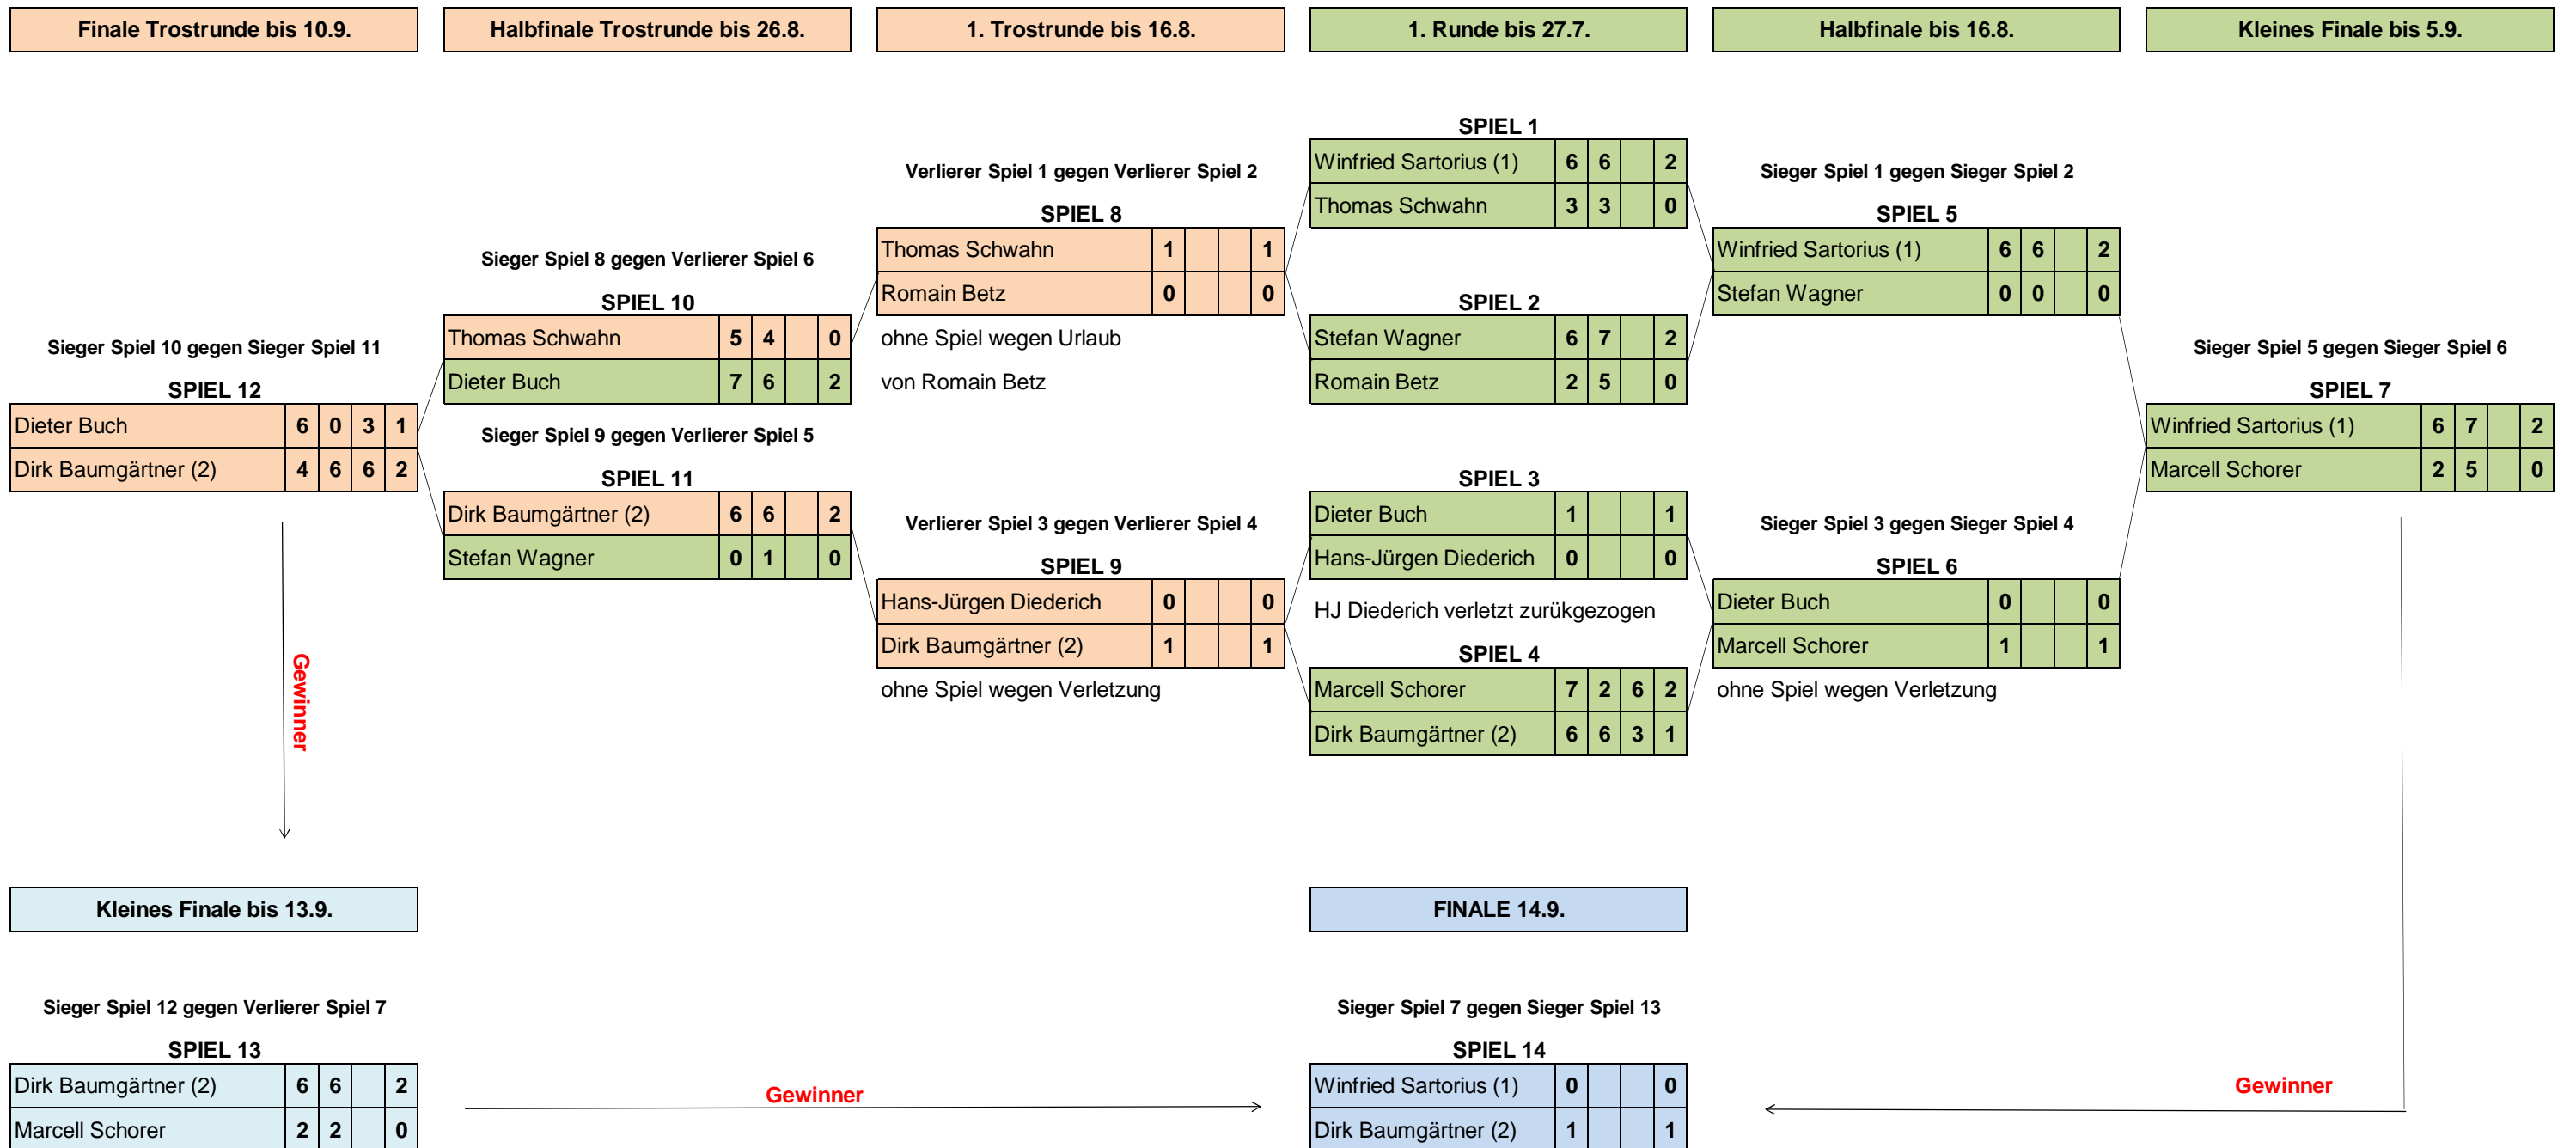 Finale Trostrunde bis 10.9. Halbfinale Trostrunde bis 26.8. 1. Trostrunde bis 16.8. 1. Runde bis 27.7. Halbfinale bis 16.8. Kleines Finale bis 5.9.
SPIEL 1
Winfried Sartorius (1) 6 6 2
Verlierer Spiel 1 gegen Verlierer Spiel 2 Sieger Spiel 1 gegen Sieger Spiel 2
Thomas Schwahn 3 3 0
SPIEL 8 SPIEL 5
Thomas Schwahn 1 1 Winfried Sartorius (1) 6 6 2
Sieger Spiel 8 gegen Verlierer Spiel 6
Romain Betz 0 0 Stefan Wagner 0 0 0
SPIEL 10 SPIEL 2
Thomas Schwahn 5 4 0 ohne Spiel wegen Urlaub Stefan Wagner 6 7 2
Sieger Spiel 10 gegen Sieger Spiel 11 Sieger Spiel 5 gegen Sieger Spiel 6
Dieter Buch 7 6 2 von Romain Betz Romain Betz 2 5 0
SPIEL 12 SPIEL 7
Dieter Buch 6 0 3 1 Winfried Sartorius (1) 6 7 2
Sieger Spiel 9 gegen Verlierer Spiel 5
Dirk Baumgärtner (2) 4 6 6 2 Marcell Schorer 2 5 0
SPIEL 11 SPIEL 3
Dirk Baumgärtner (2) 6 6 2 Dieter Buch 1 1
Verlierer Spiel 3 gegen Verlierer Spiel 4 Sieger Spiel 3 gegen Sieger Spiel 4
Stefan Wagner 0 1 0 Hans-Jürgen Diederich 0 0
SPIEL 9 SPIEL 6
Hans-Jürgen Diederich 0 0 HJ Diederich verletzt zurükgezogen Dieter Buch 0 0
Dirk Baumgärtner (2) 1 1 Marcell Schorer 1 1
SPIEL 4
ohne Spiel wegen Verletzung Marcell Schorer 7 2 6 2 ohne Spiel wegen Verletzung
Gewinner
Dirk Baumgärtner (2) 6 6 3 1
Kleines Finale bis 13.9. FINALE 14.9.
Sieger Spiel 12 gegen Verlierer Spiel 7 Sieger Spiel 7 gegen Sieger Spiel 13
SPIEL 13 SPIEL 14
Dirk Baumgärtner (2) 6 6 2 Winfried Sartorius (1) 0 0
Gewinner Gewinner
Marcell Schorer 2 2 0 Dirk Baumgärtner (2) 1 1